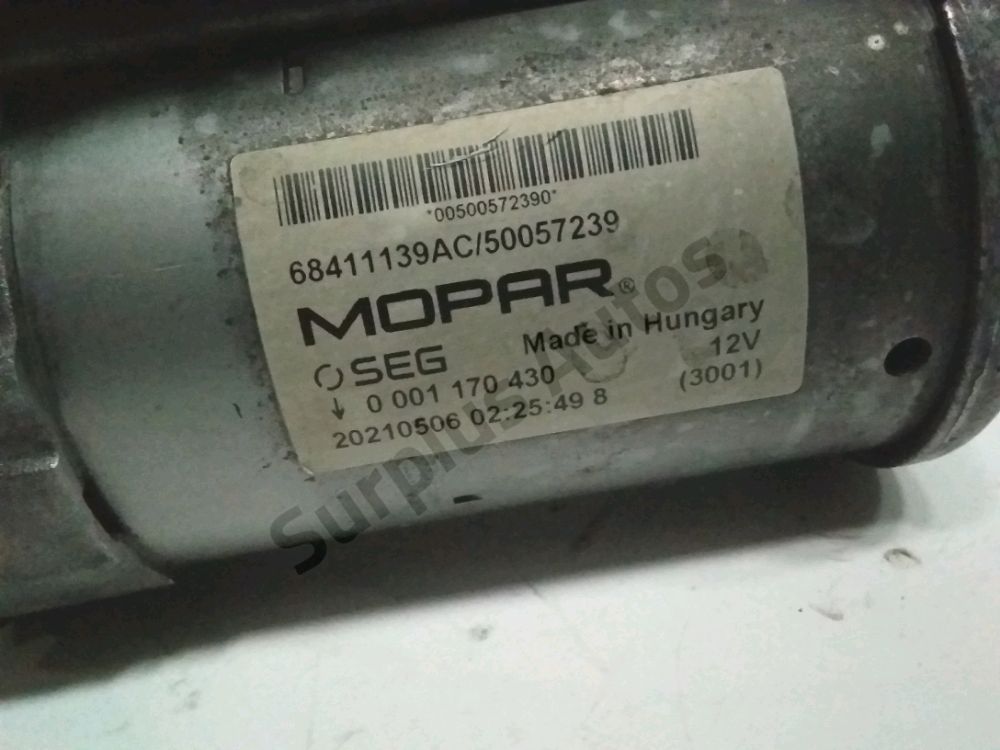 *00500572390*
68411139AC/50057239
MOPAR®
Made in Hungary
SEG 12V
↓ 0 001 170 430 (3001)
20210506 02:25:49 8
Surplus Autos